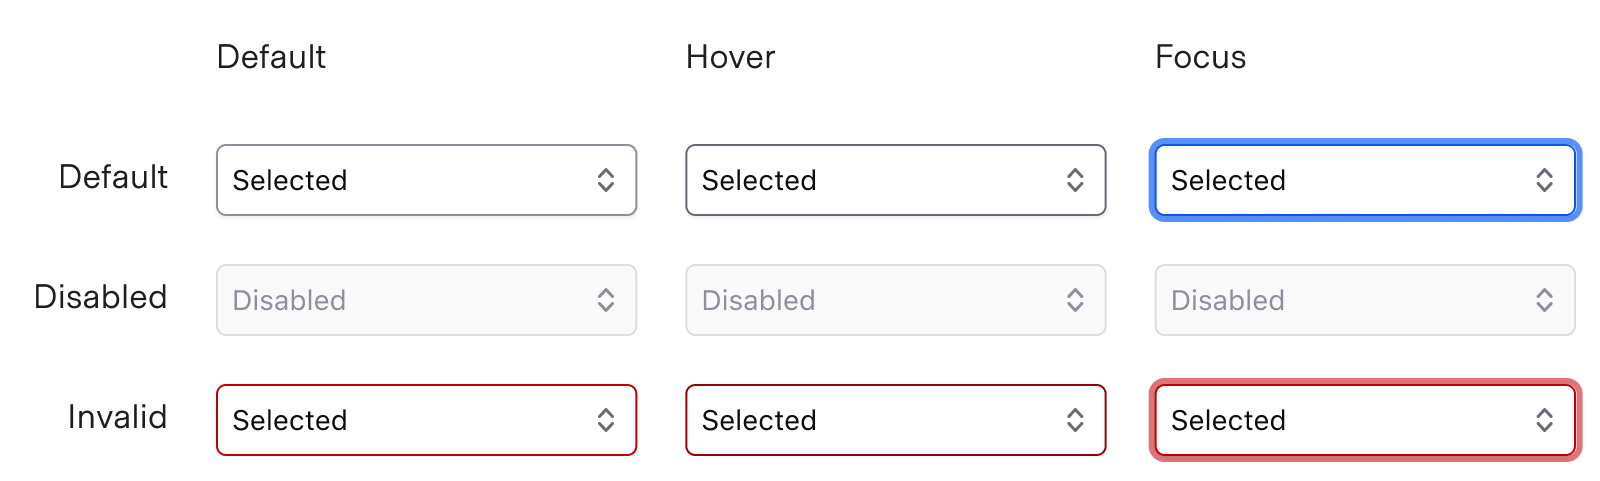 Default Hover Focus
Default Selected Selected Selected
Disabled Disabled Disabled Disabled
Invalid Selected Selected Selected